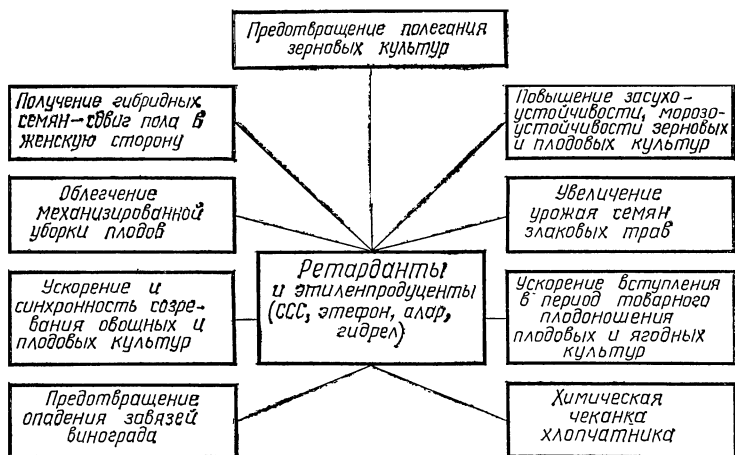 Предотвращение полегания
зерновых культур
Получение гибридных
семян-сдвиг пола в
женскую сторону
Повышение засухо-
устойчивости, морозо-
устойчивости зерновых
и плодовых культур
Облегчение
механизированной
уборки плодов
Увеличение
урожая семян
злаковых трав
Ретарданты
и этиленпродуценты
(ССС, этефон, алар,
гидрел)
Ускорение и
синхронность созре-
вания овощных и
плодовых культур
Ускорение вступления
в период товарного
плодоношения
плодовых и ягодных
культур
Предотвращение
опадения завязей
винограда
Химическая
чеканка
хлопчатника